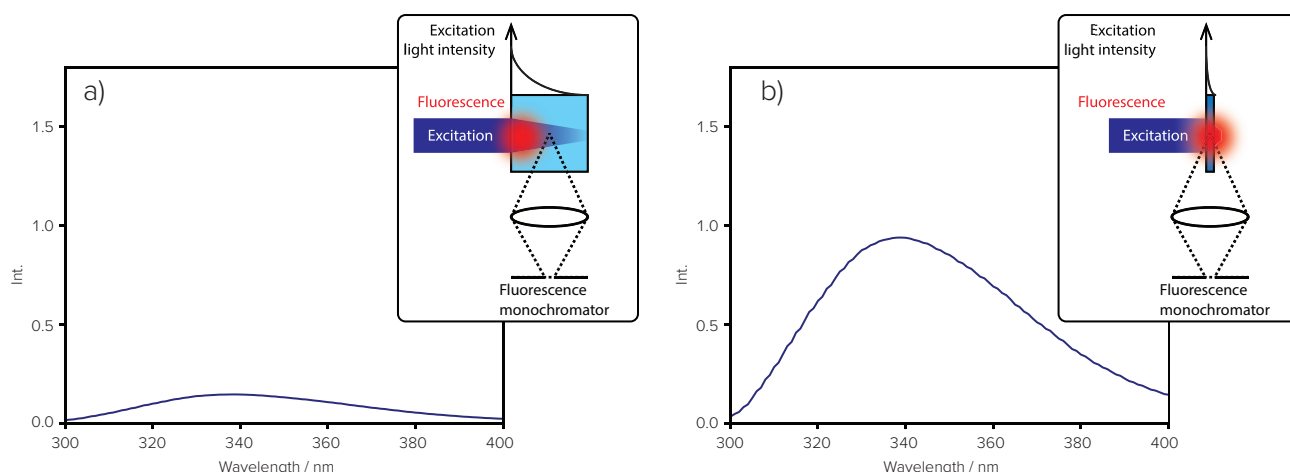 a)
Excitation
light intensity
Fluorescence
Excitation
Fluorescence
monochromator
Int.
1.5
1.0
0.5
0.0
300
320
340
360
380
400
Wavelength / nm
b)
Excitation
light intensity
Fluorescence
Excitation
Fluorescence
monochromator
Int.
1.5
1.0
0.5
0.0
300
320
340
360
380
400
Wavelength / nm